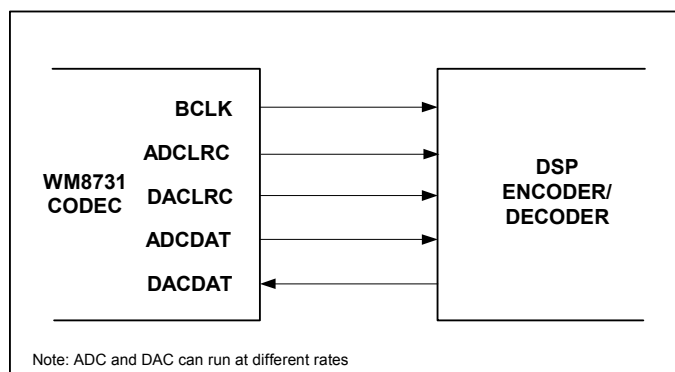 BCLK
ADCLRC
WM8731
CODEC
DACLRC
ADCDAT
DACDAT
DSP
ENCODER/
DECODER
Note: ADC and DAC can run at different rates